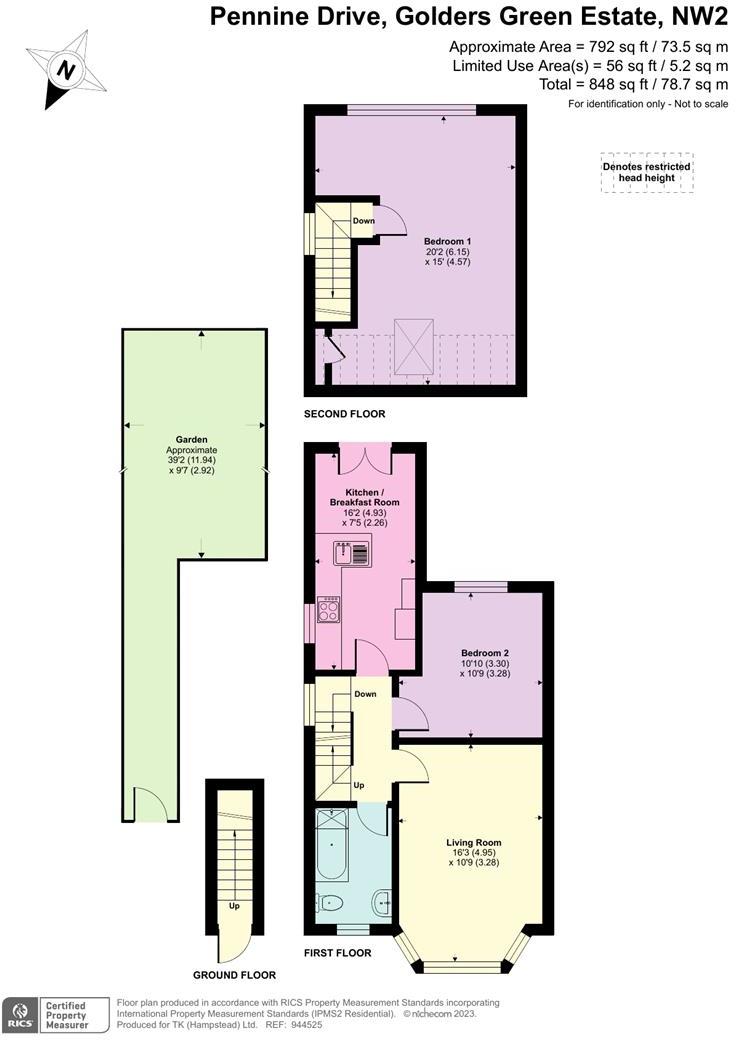 Pennine Drive, Golders Green Estate, NW2
Approximate Area = 792 sq ft / 73.5 sq m
Limited Use Area(s) = 56 sq ft / 5.2 sq m
Total = 848 sq ft / 78.7 sq m
For identification only - Not to scale
N
Denotes restricted
head height
Down
Bedroom 1
20'2 (6.15)
x 15' (4.57)
SECOND FLOOR
Garden
Approximate
39'2 (11.94)
x 9'7 (2.92)
Kitchen /
Breakfast Room
16'2 (4.93)
x 7'5 (2.26)
Bedroom 2
10'10 (3.30)
x 10'9 (3.28)
Down
Up
Living Room
16'3 (4.95)
x 10'9 (3.28)
Up
GROUND FLOOR
FIRST FLOOR
RICS
Certified
Property
Measurer
Floor plan produced in accordance with RICS Property Measurement Standards incorporating
International Property Measurement Standards (IPMS2 Residential). © nichecom 2023.
Produced for TK (Hampstead) Ltd. REF: 944525